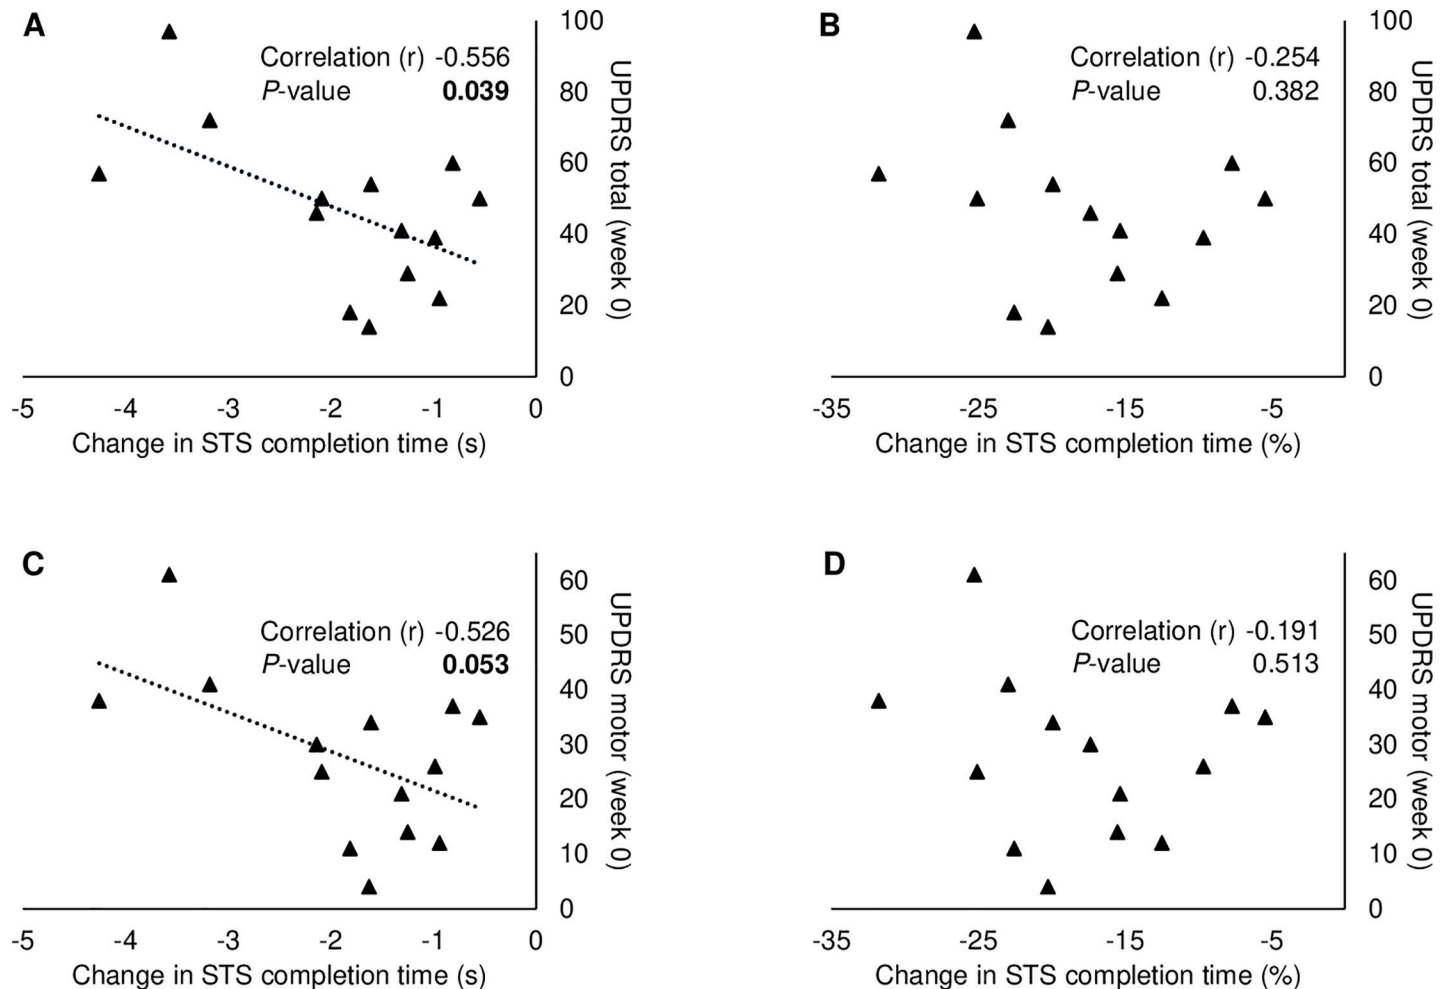 A
Correlation (r) -0.556
P-value 0.039
100
80
60
40
20
0
UPDRS total (week 0)
-5 -4 -3 -2 -1 0
Change in STS completion time (s)
B
Correlation (r) -0.254
P-value 0.382
100
80
60
40
20
0
UPDRS total (week 0)
-35 -25 -15 -5
Change in STS completion time (%)
C
Correlation (r) -0.526
P-value 0.053
60
50
40
30
20
10
0
UPDRS motor (week 0)
-5 -4 -3 -2 -1 0
Change in STS completion time (s)
D
Correlation (r) -0.191
P-value 0.513
60
50
40
30
20
10
0
UPDRS motor (week 0)
-35 -25 -15 -5
Change in STS completion time (%)